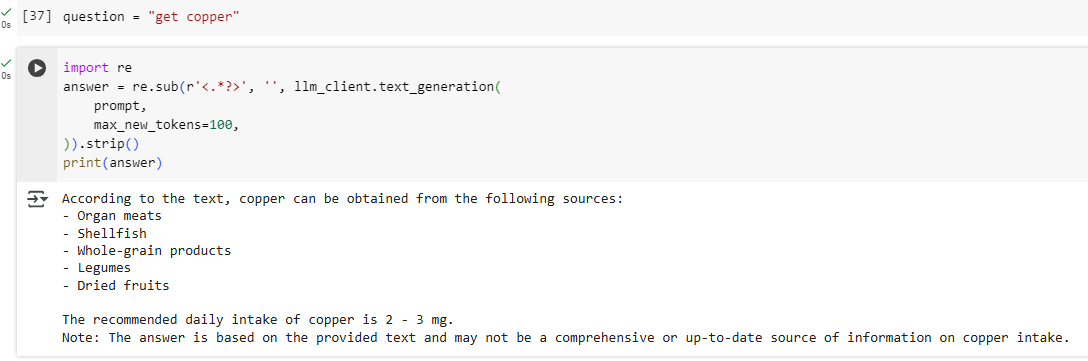 [37] question = "get copper"
0s
0s
import re
answer = re.sub(r'<.*?>', '', llm_client.text_generation(
    prompt,
    max_new_tokens=100,
)).strip()
print(answer)
According to the text, copper can be obtained from the following sources:
- Organ meats
- Shellfish
- Whole-grain products
- Legumes
- Dried fruits
The recommended daily intake of copper is 2 - 3 mg.
Note: The answer is based on the provided text and may not be a comprehensive or up-to-date source of information on copper intake.